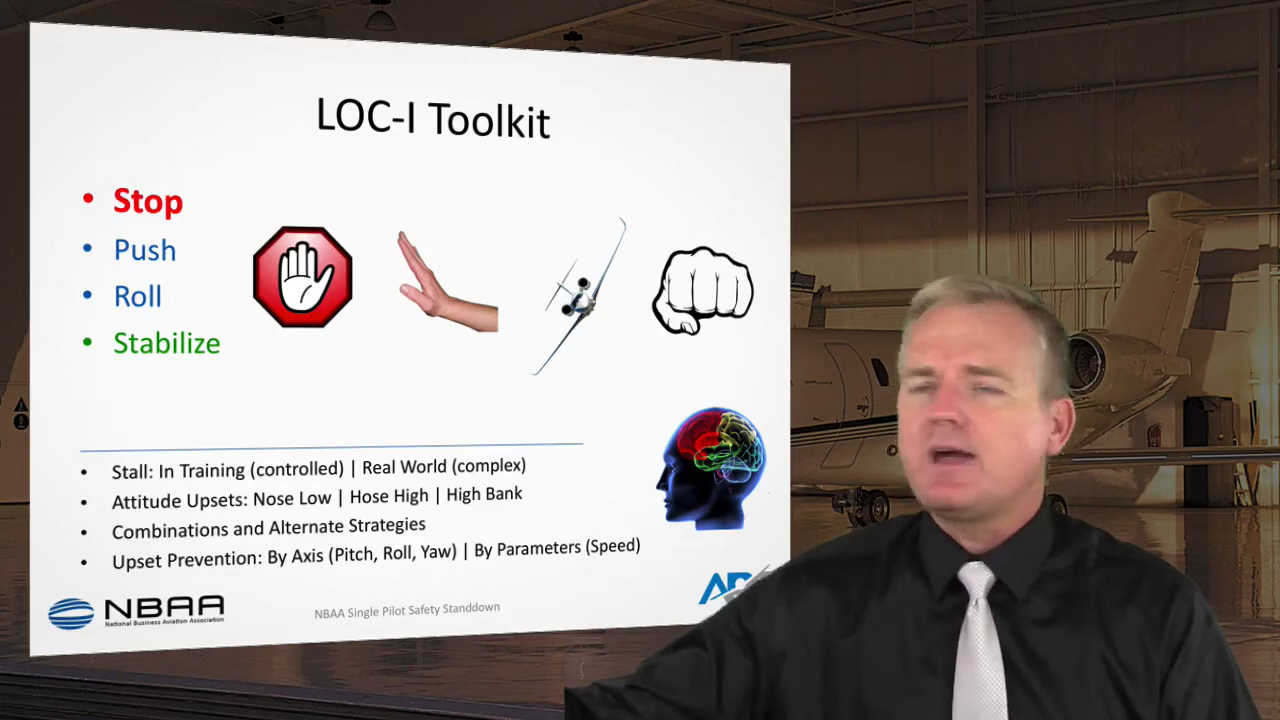 LOC-I Toolkit
• Stop
• Push
• Roll
• Stabilize
• Stall: In Training (controlled) | Real World (complex)
• Attitude Upsets: Nose Low | Hose High | High Bank
• Combinations and Alternate Strategies
• Upset Prevention: By Axis (Pitch, Roll, Yaw) | By Parameters (Speed)
NBAA
National Business Aviation Association
NBAA Single Pilot Safety Standdown